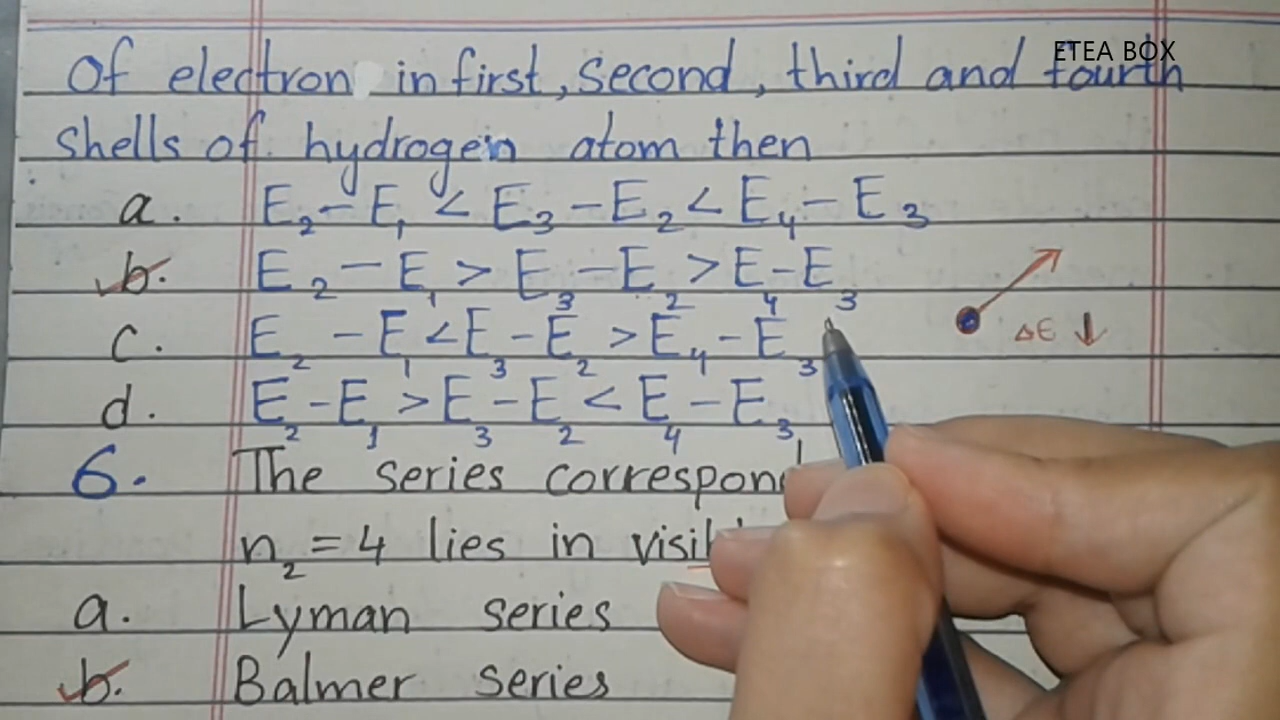 ETEA BOX
Of electron in first, second, third and fourth
shells of hydrogen atom then
a. E₂ - E₁ < E₃ - E₂ < E₄ - E₃
b. E₂ - E₁ > E₃ - E₂ > E₄ - E₃
ΔE ↓
c. E₂ - E₁ < E₃ - E₂ > E₄ - E₃
d. E₂ - E₁ > E₃ - E₂ < E₄ - E₃
6. The series
n₂ = 4 lies in
a. Lyman series
b. Balmer series